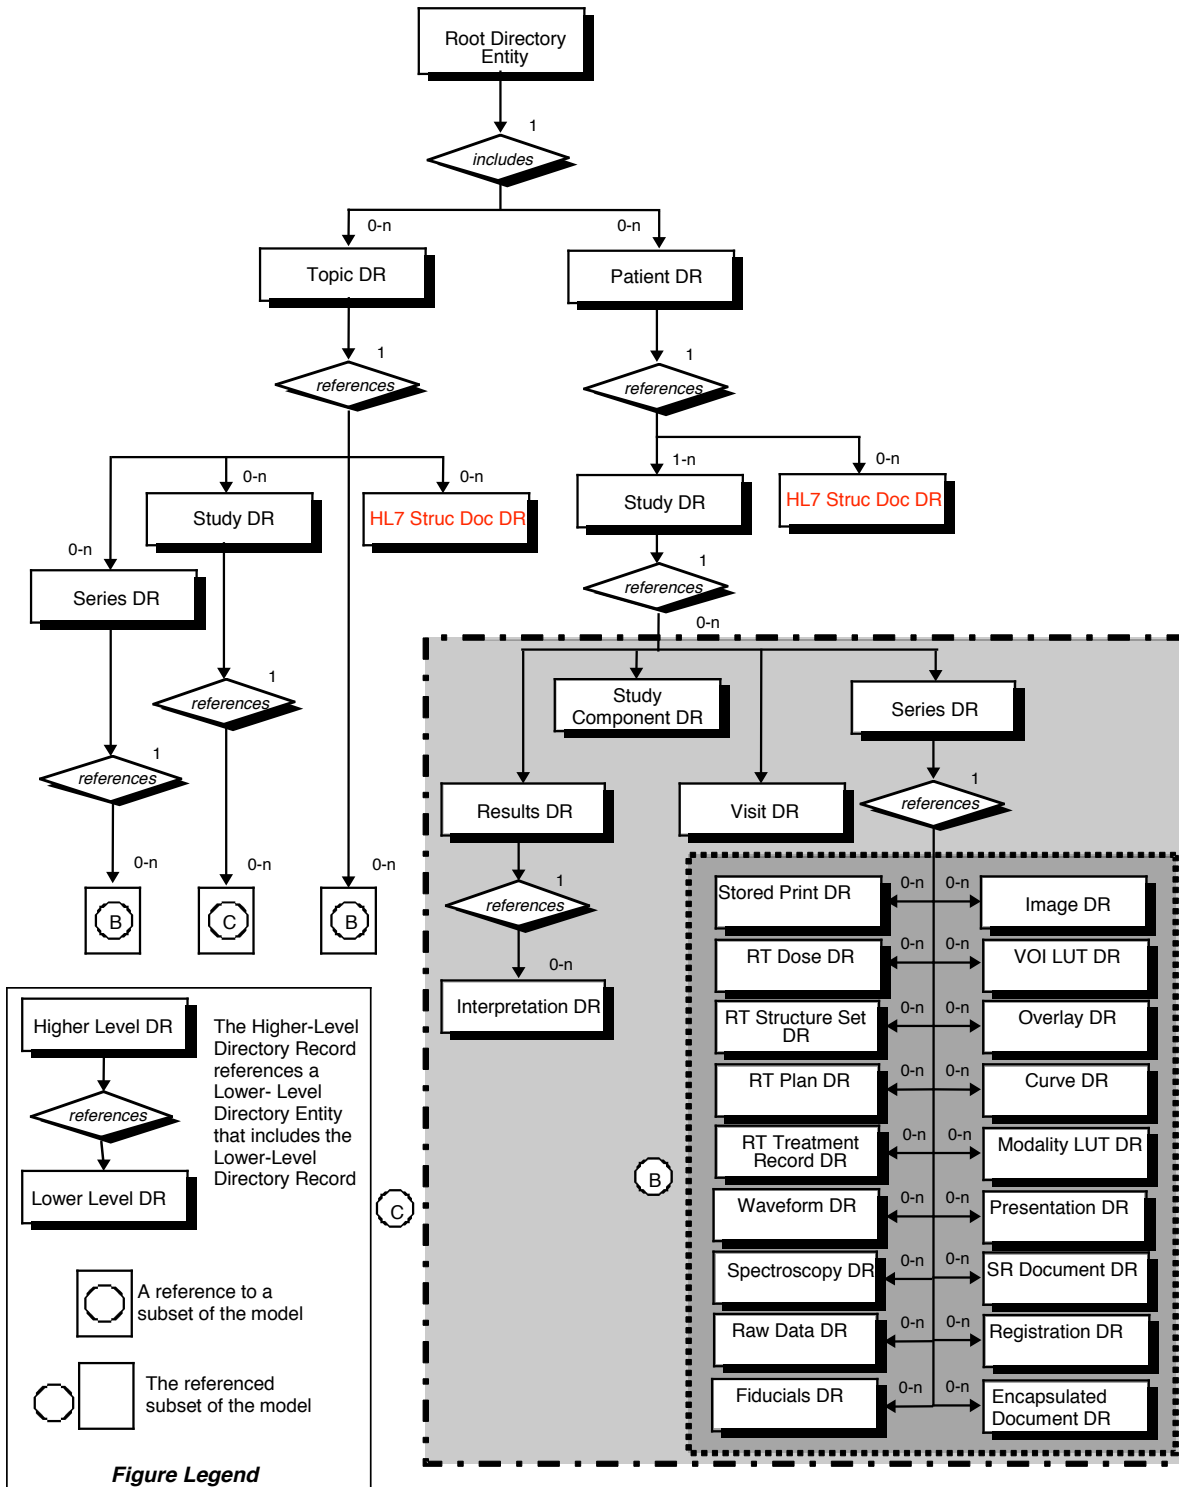 Root Directory
Entity
1
includes
0-n
0-n
Topic DR
Patient DR
1
1
references
references
0-n
0-n
1-n
0-n
Study DR
HL7 Struc Doc DR
Study DR
HL7 Struc Doc DR
0-n
1
Series DR
references
0-n
1
references
Study
Component DR
Series DR
1
references
1
Results DR
Visit DR
references
0-n
0-n
0-n
1
references
B
C
B
0-n
Interpretation DR
Stored Print DR
0-n
0-n
Image DR
RT Dose DR
0-n
0-n
VOI LUT DR
RT Structure Set
DR
0-n
0-n
Overlay DR
RT Plan DR
0-n
0-n
Curve DR
RT Treatment
Record DR
0-n
0-n
Modality LUT DR
Waveform DR
0-n
0-n
Presentation DR
Spectroscopy DR
0-n
0-n
SR Document DR
Raw Data DR
0-n
0-n
Registration DR
Fiducials DR
0-n
0-n
Encapsulated
Document DR
B
C
Higher Level DR
references
Lower Level DR
The Higher-Level
Directory Record
references a
Lower- Level
Directory Entity
that includes the
Lower-Level
Directory Record
A reference to a
subset of the model
The referenced
subset of the model
Figure Legend